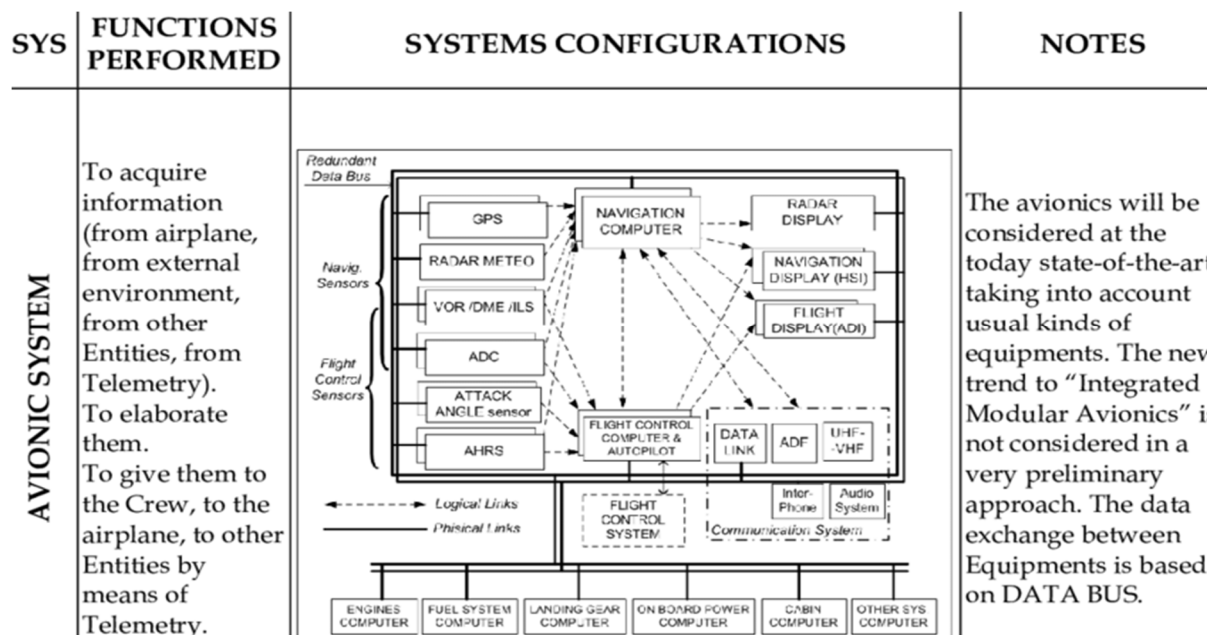 SYS
FUNCTIONS
PERFORMED
SYSTEMS CONFIGURATIONS
NOTES
AVIONIC SYSTEM
To acquire
information
(from airplane,
from external
environment,
from other
Entities, from
Telemetry).
To elaborate
them.
To give them to
the Crew, to the
airplane, to other
Entities by
means of
Telemetry.
Redundant
Data Bus
Navig.
Sensors
Flight
Control
Sensors
GPS
RADAR METEO
VOR /DME /ILS
ADC
ATTACK
ANGLE sensor
AHRS
NAVIGATION
COMPUTER
FLIGHT CONTROL
COMPUTER &
AUTOPILOT
RADAR
DISPLAY
NAVIGATION
DISPLAY (HSI)
FLIGHT
DISPLAY(ADI)
DATA
LINK
ADF
UHF-
-VHF
Inter-
Phone
Audio
System
Communication System
Logical Links
Phisical Links
FLIGHT
CONTROL
SYSTEM
ENGINES
COMPUTER
FUEL SYSTEM
COMPUTER
LANDING GEAR
COMPUTER
ON BOARD POWER
COMPUTER
CABIN
COMPUTER
OTHER SYS
COMPUTER
The avionics will be
considered at the
today state-of-the-art
taking into account
usual kinds of
equipments. The new
trend to “Integrated
Modular Avionics” is
not considered in a
very preliminary
approach. The data
exchange between
Equipments is based
on DATA BUS.